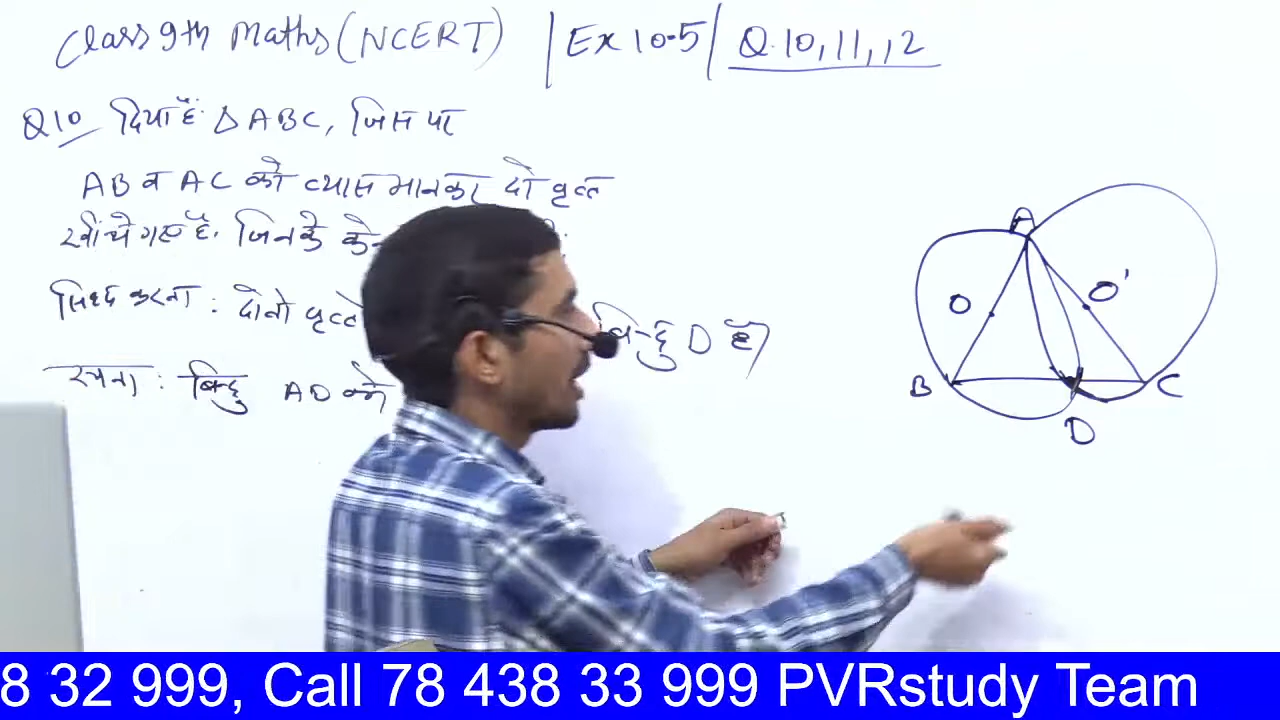 Class 9th Maths (NCERT) | Ex 10.5 | Q. 10, 11, 12
Q10 दिया है: △ABC, जिस पर
AB व AC को व्यास मानकर दो वृत्त
खींचे गए हैं. जिनके
सिद्ध करना : दोनों बिन्दु D है
रचना : बिन्दु AD को
A
O
O'
B
C
D
8 32 999, Call 78 438 33 999 PVRstudy Team